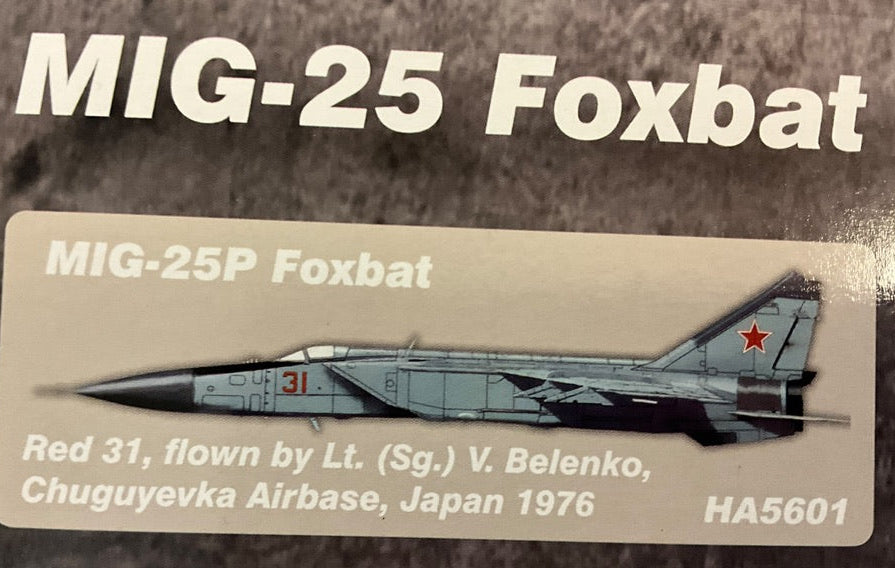 MIG-25 Foxbat
MIG-25P Foxbat
31
Red 31, flown by Lt. (Sg.) V. Belenko,
Chuguyevka Airbase, Japan 1976
HA5601